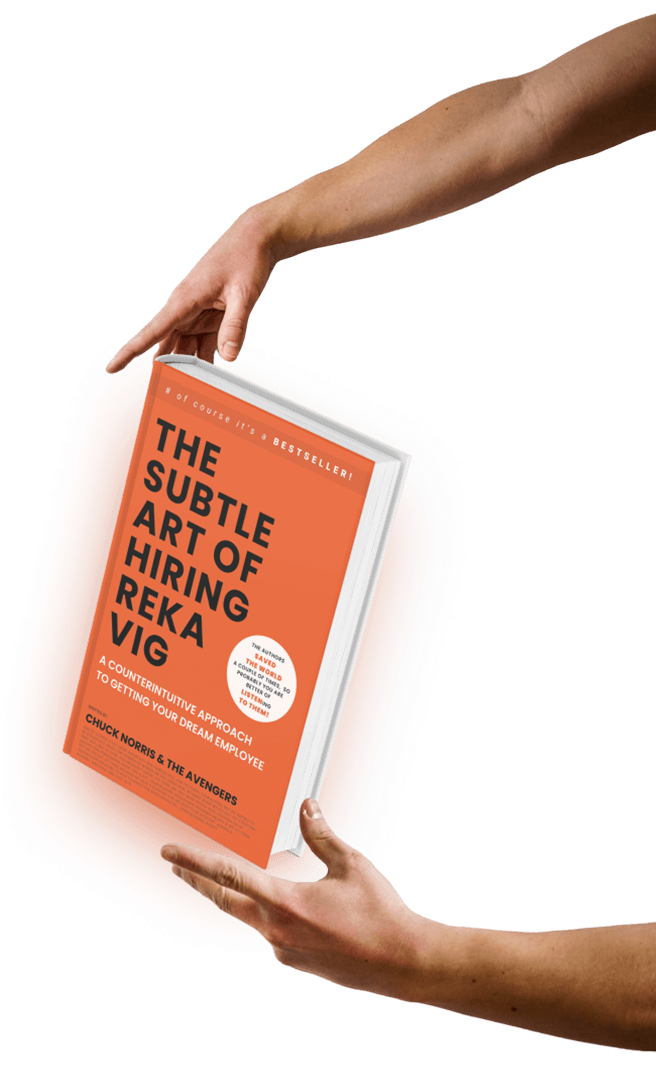 # of course it's a BESTSELLER!
THE
SUBTLE
ART OF
HIRING
REKA
VIG
THE AUTHORS
SAVED
THE WORLD
A COUPLE OF TIMES, SO
PROBABLY YOU ARE
BETTER OF
LISTENING
TO THEM!
A COUNTERINTUITIVE APPROACH
TO GETTING YOUR DREAM EMPLOYEE
CHUCK NORRIS & THE AVENGERS